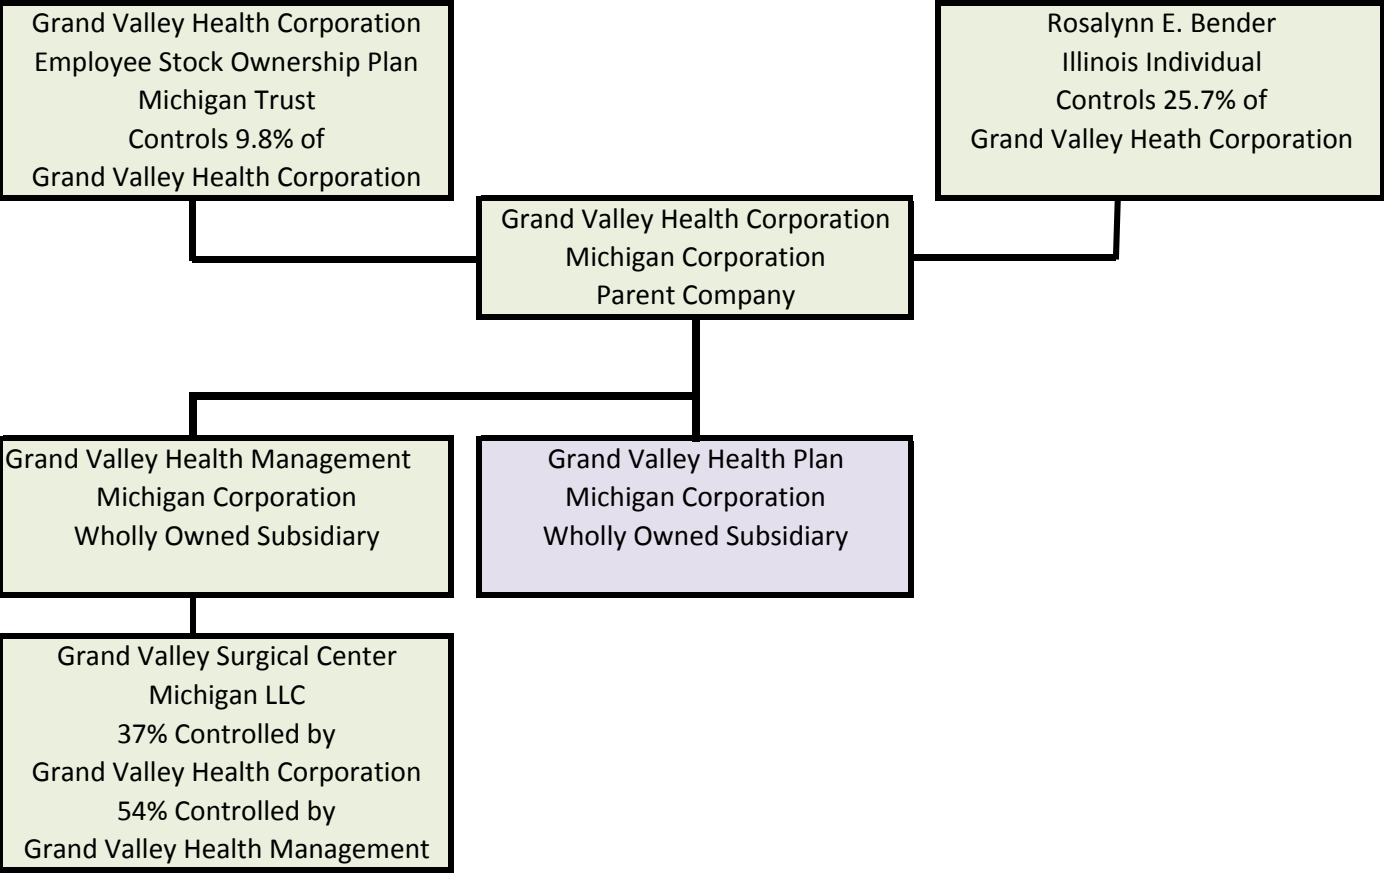 Grand Valley Health Corporation
Employee Stock Ownership Plan
Michigan Trust
Controls 9.8% of
Grand Valley Health Corporation
Rosalynn E. Bender
Illinois Individual
Controls 25.7% of
Grand Valley Heath Corporation
Grand Valley Health Corporation
Michigan Corporation
Parent Company
Grand Valley Health Management
Michigan Corporation
Wholly Owned Subsidiary
Grand Valley Health Plan
Michigan Corporation
Wholly Owned Subsidiary
Grand Valley Surgical Center
Michigan LLC
37% Controlled by
Grand Valley Health Corporation
54% Controlled by
Grand Valley Health Management